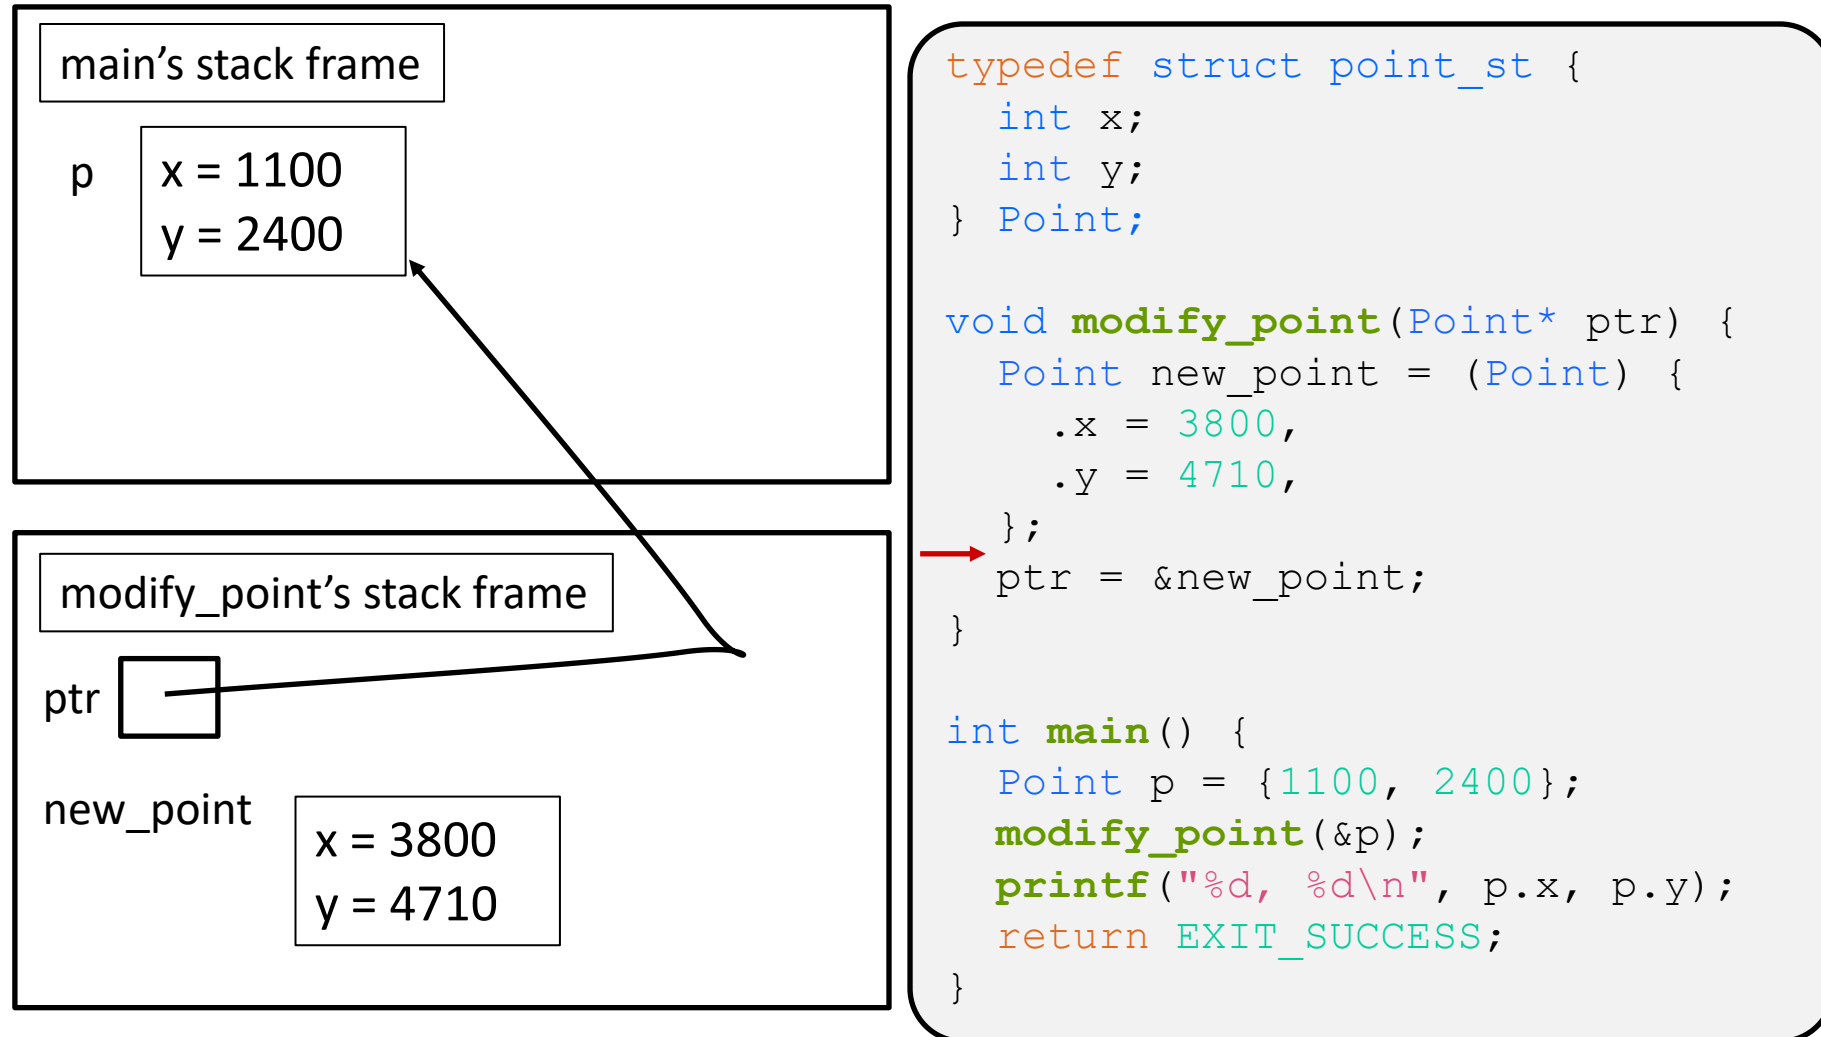 main’s stack frame
p
x = 1100
y = 2400
modify_point’s stack frame
ptr
new_point
x = 3800
y = 4710
typedef struct point_st {
  int x;
  int y;
} Point;

void modify_point(Point* ptr) {
  Point new_point = (Point) {
    .x = 3800,
    .y = 4710,
  };
  ptr = &new_point;
}

int main() {
  Point p = {1100, 2400};
  modify_point(&p);
  printf("%d, %d\n", p.x, p.y);
  return EXIT_SUCCESS;
}